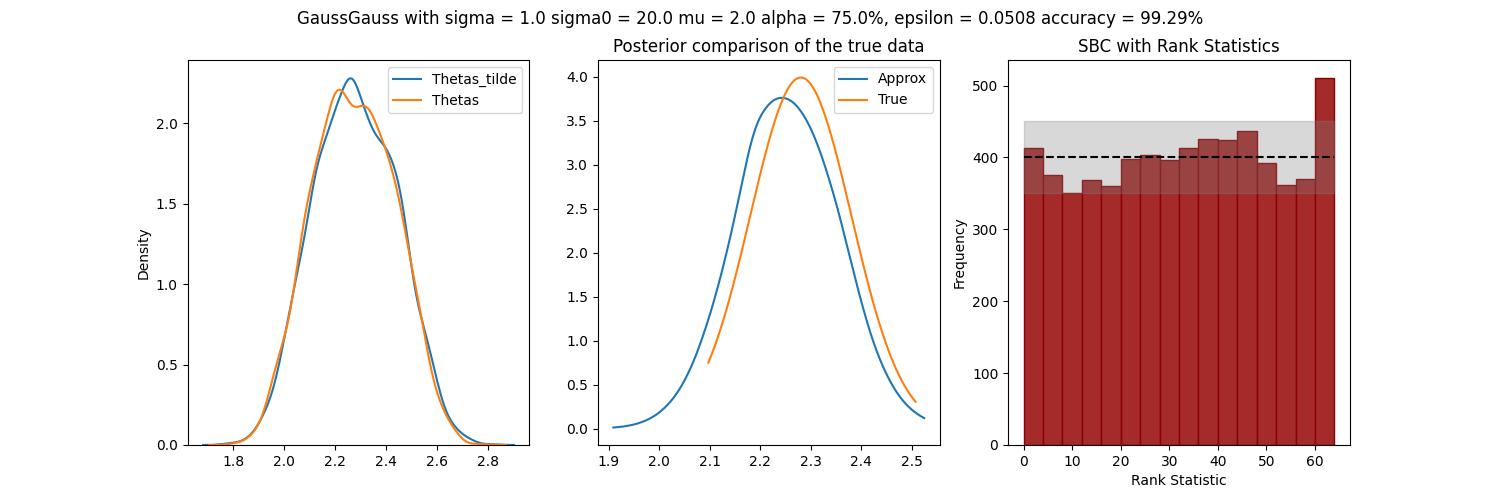 GaussGauss with sigma = 1.0 sigma0 = 20.0 mu = 2.0 alpha = 75.0%, epsilon = 0.0508 accuracy = 99.29%
Thetas_tilde
Thetas
Density
2.0
1.5
1.0
0.5
0.0
1.8 2.0 2.2 2.4 2.6 2.8
Posterior comparison of the true data
Approx
True
4.0
3.5
3.0
2.5
2.0
1.5
1.0
0.5
0.0
1.9 2.0 2.1 2.2 2.3 2.4 2.5
SBC with Rank Statistics
Frequency
500
400
300
200
100
0
0 10 20 30 40 50 60
Rank Statistic